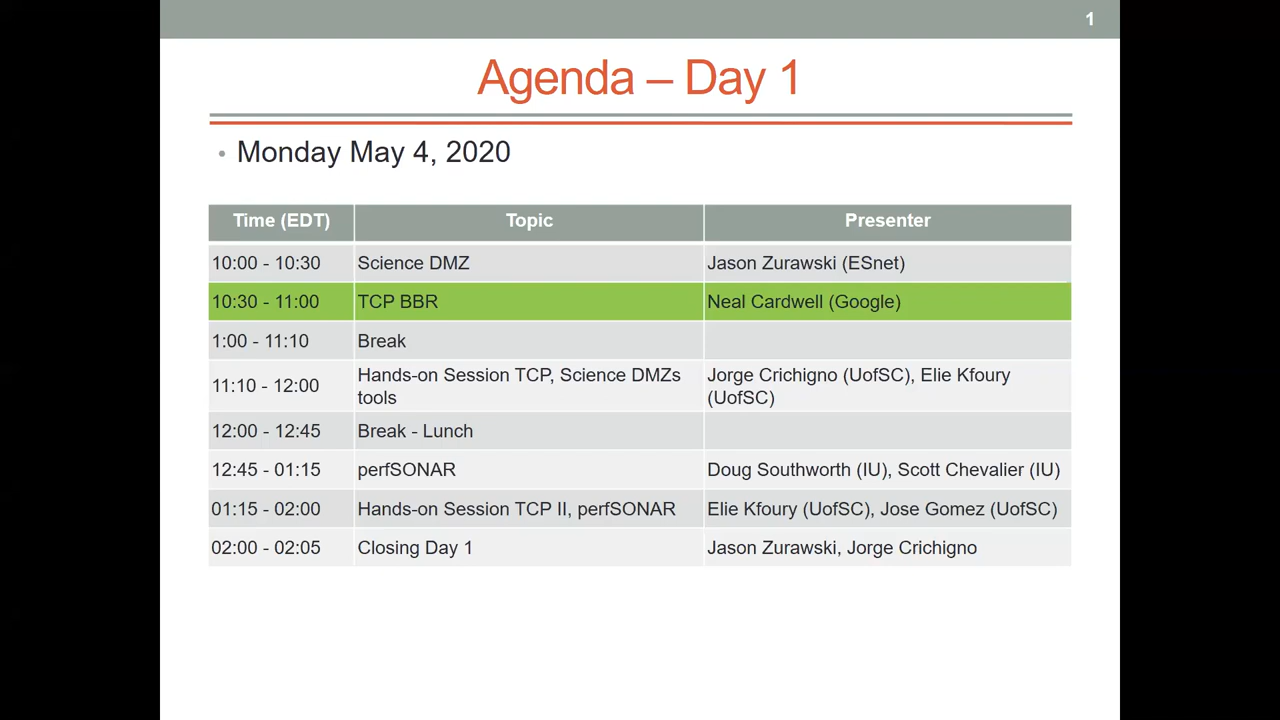 1
Agenda – Day 1
• Monday May 4, 2020
Time (EDT) Topic Presenter
10:00 - 10:30 Science DMZ Jason Zurawski (ESnet)
10:30 - 11:00 TCP BBR Neal Cardwell (Google)
1:00 - 11:10 Break
11:10 - 12:00 Hands-on Session TCP, Science DMZs Jorge Crichigno (UofSC), Elie Kfoury
tools (UofSC)
12:00 - 12:45 Break - Lunch
12:45 - 01:15 perfSONAR Doug Southworth (IU), Scott Chevalier (IU)
01:15 - 02:00 Hands-on Session TCP II, perfSONAR Elie Kfoury (UofSC), Jose Gomez (UofSC)
02:00 - 02:05 Closing Day 1 Jason Zurawski, Jorge Crichigno